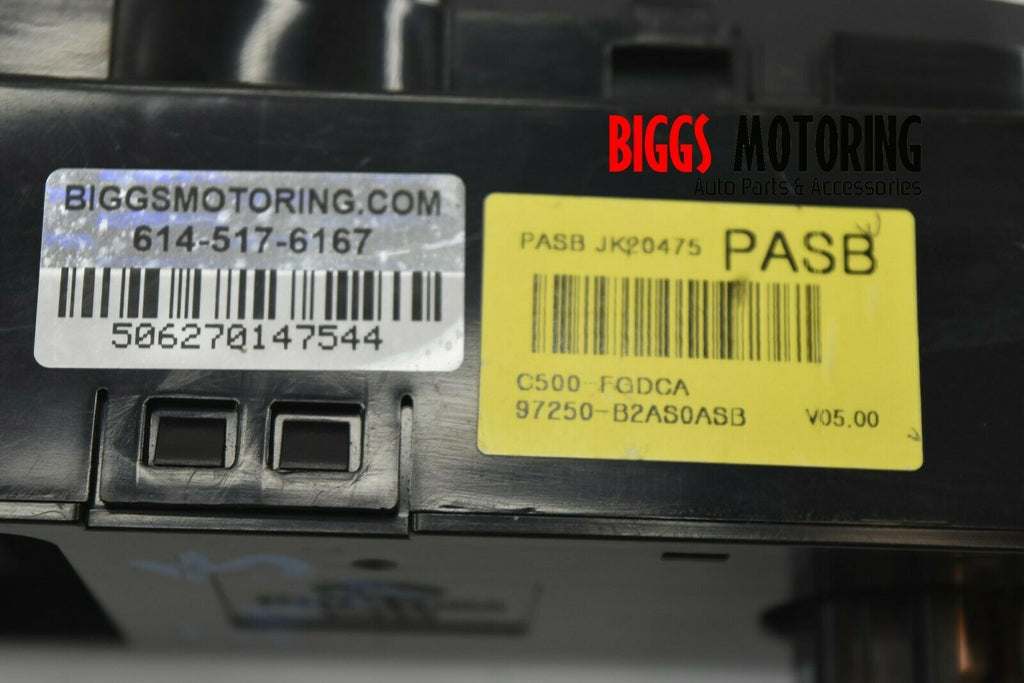 BIGGS MOTORING
Auto Parts & Accessories
BIGGSMOTORING.COM
614-517-6167
506270147544
PASB JK20475 PASB
C500-FGDCA
97250-B2AS0ASB V05.00